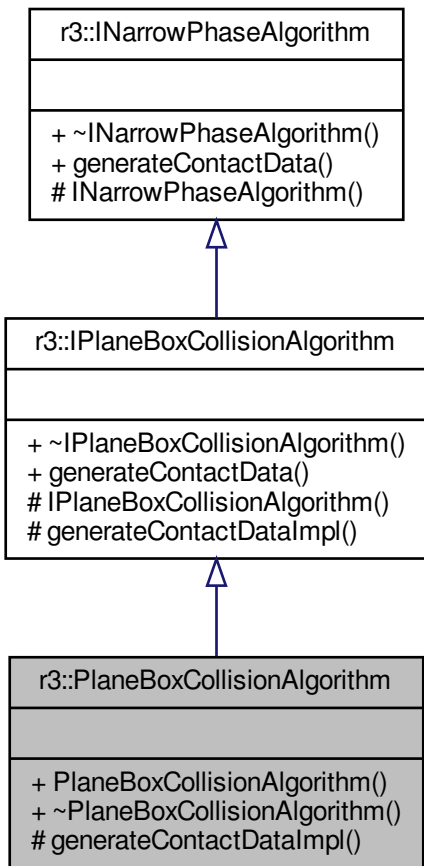 r3::INarrowPhaseAlgorithm
+ ~INarrowPhaseAlgorithm()
+ generateContactData()
# INarrowPhaseAlgorithm()
r3::IPlaneBoxCollisionAlgorithm
+ ~IPlaneBoxCollisionAlgorithm()
+ generateContactData()
# IPlaneBoxCollisionAlgorithm()
# generateContactDataImpl()
r3::PlaneBoxCollisionAlgorithm
+ PlaneBoxCollisionAlgorithm()
+ ~PlaneBoxCollisionAlgorithm()
# generateContactDataImpl()